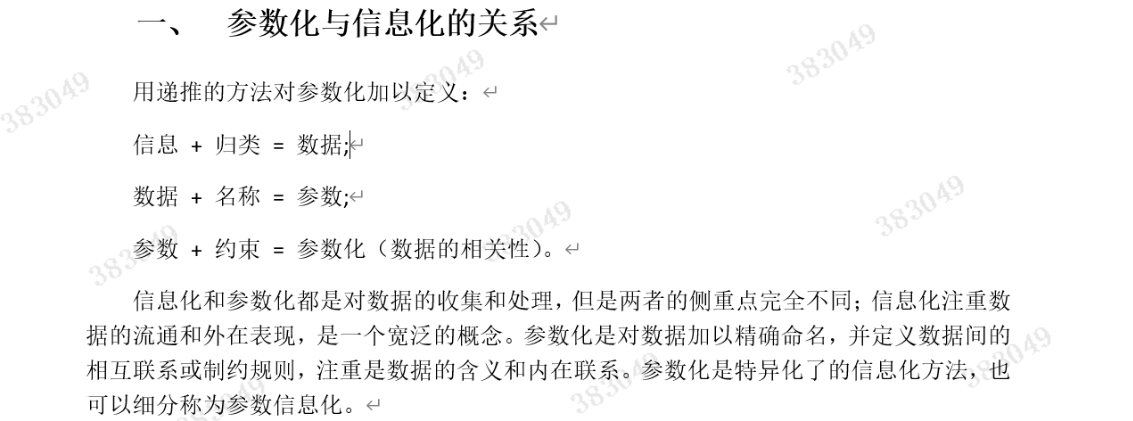 一、 参数化与信息化的关系
用递推的方法对参数化加以定义：
信息 + 归类 = 数据;
数据 + 名称 = 参数;
参数 + 约束 = 参数化（数据的相关性）。
信息化和参数化都是对数据的收集和处理，但是两者的侧重点完全不同；信息化注重数
据的流通和外在表现，是一个宽泛的概念。参数化是对数据加以精确命名，并定义数据间的
相互联系或制约规则，注重是数据的含义和内在联系。参数化是特异化了的信息化方法，也
可以细分称为参数信息化。
383049
383049
383049
383049
383049
383049
383049
383049
383049